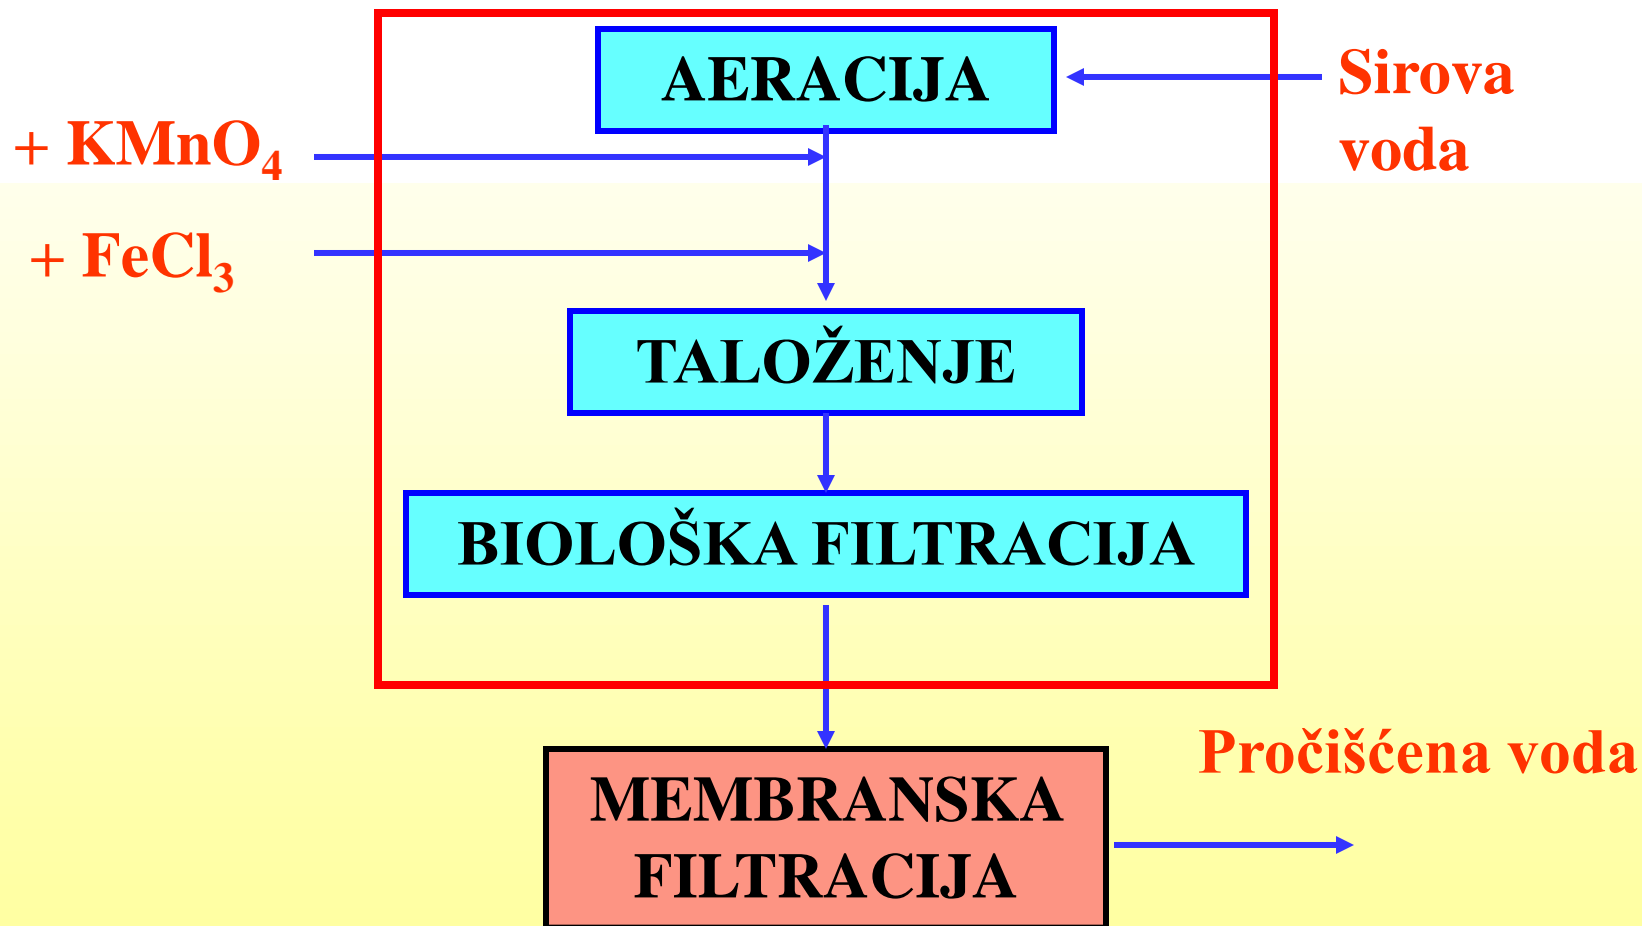 AERACIJA
Sirova
voda
+ KMnO₄
+ FeCl₃
TALOŽENJE
BIOLOŠKA FILTRACIJA
Pročišćena voda
MEMBRANSKA
FILTRACIJA